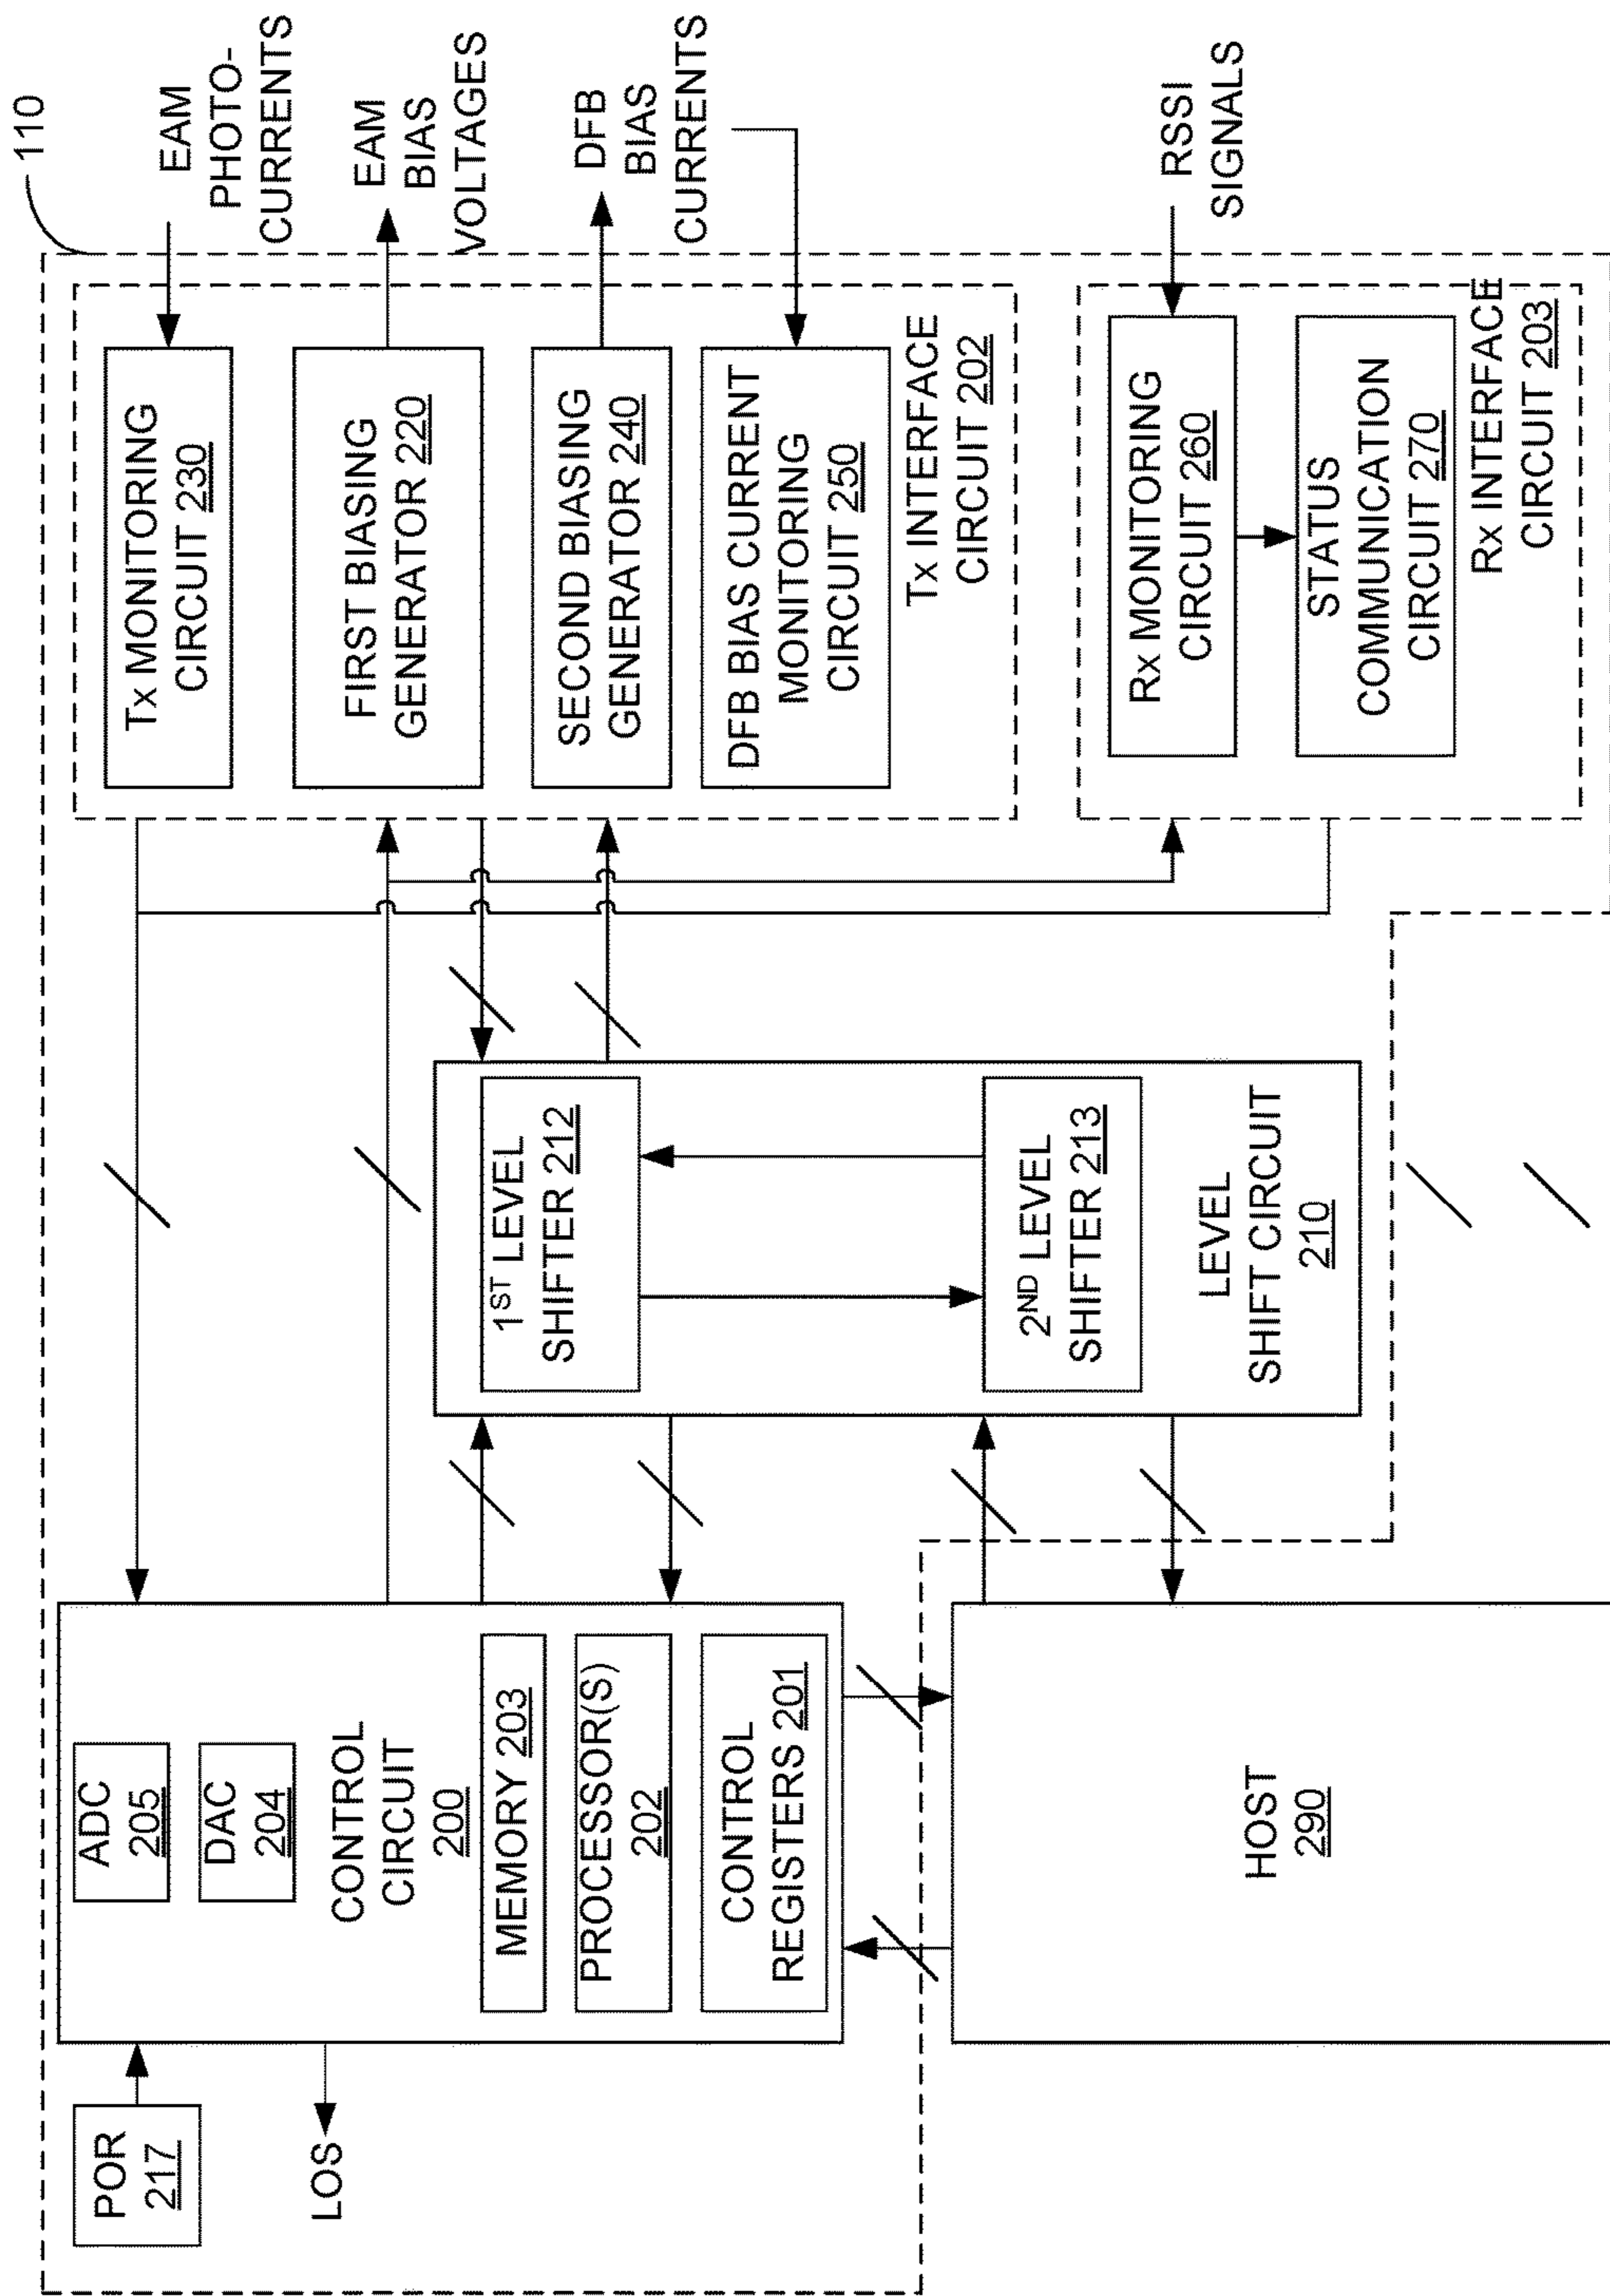 110
POR
217
LOS
ADC
205
DAC
204
CONTROL
CIRCUIT
200
MEMORY 203
PROCESSOR(S)
202
CONTROL
REGISTERS 201
HOST
290
1ST LEVEL
SHIFTER 212
2ND LEVEL
SHIFTER 213
LEVEL
SHIFT CIRCUIT
210
Tx MONITORING
CIRCUIT 230
FIRST BIASING
GENERATOR 220
SECOND BIASING
GENERATOR 240
DFB BIAS CURRENT
MONITORING
CIRCUIT 250
Tx INTERFACE
CIRCUIT 202
Rx MONITORING
CIRCUIT 260
STATUS
COMMUNICATION
CIRCUIT 270
Rx INTERFACE
CIRCUIT 203
EAM
PHOTO-
CURRENTS
EAM
BIAS
VOLTAGES
DFB
BIAS
CURRENTS
RSSI
SIGNALS